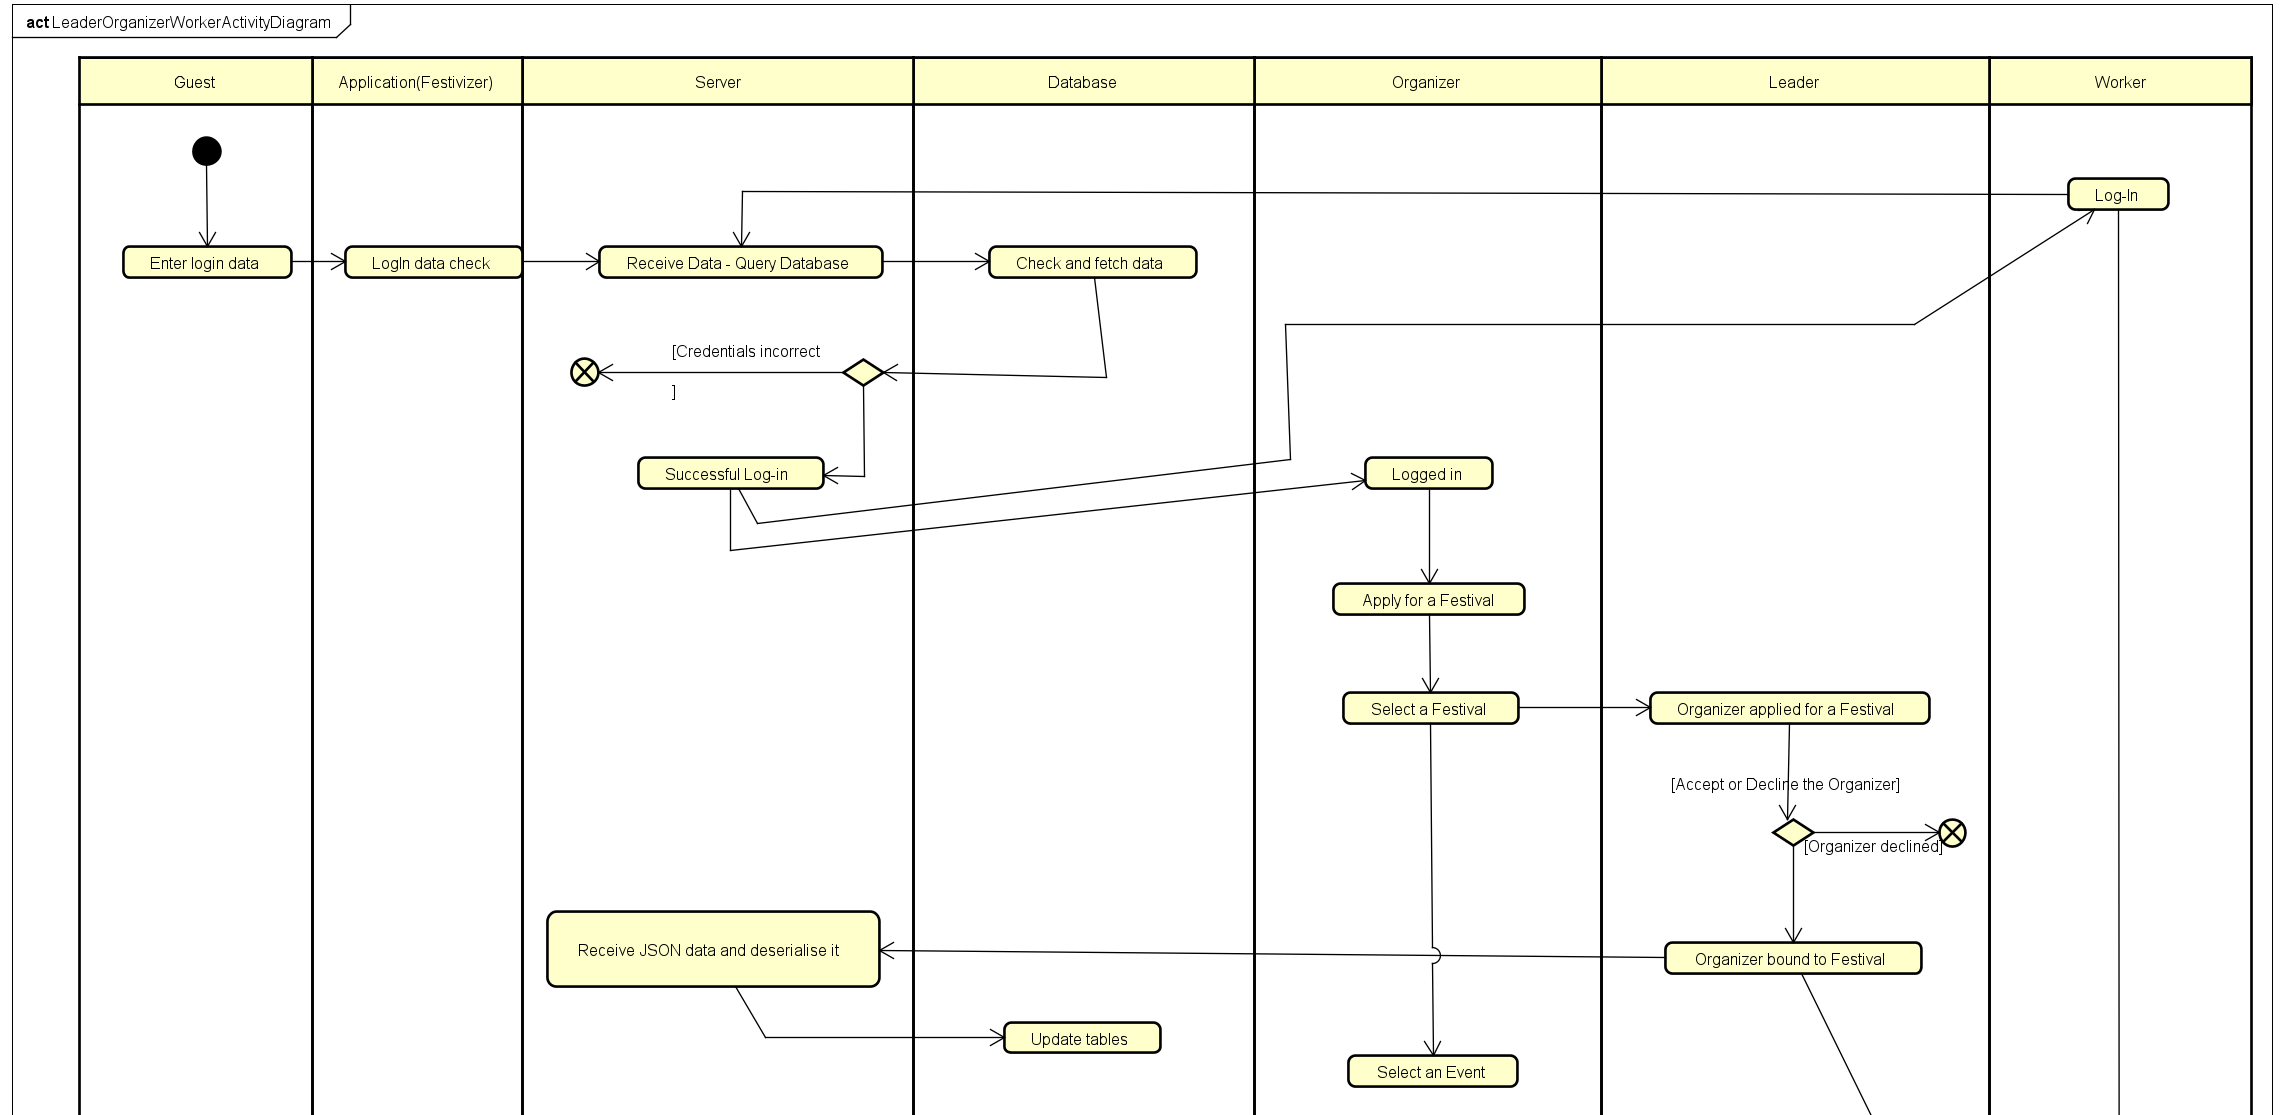 act LeaderOrganizerWorkerActivityDiagram
Guest
Application(Festivizer)
Server
Database
Organizer
Leader
Worker
Log-In
Enter login data
LogIn data check
Receive Data - Query Database
Check and fetch data
[Credentials incorrect
]
Successful Log-in
Logged in
Apply for a Festival
Select a Festival
Organizer applied for a Festival
[Accept or Decline the Organizer]
[Organizer declined]
Receive JSON data and deserialise it
Organizer bound to Festival
Update tables
Select an Event